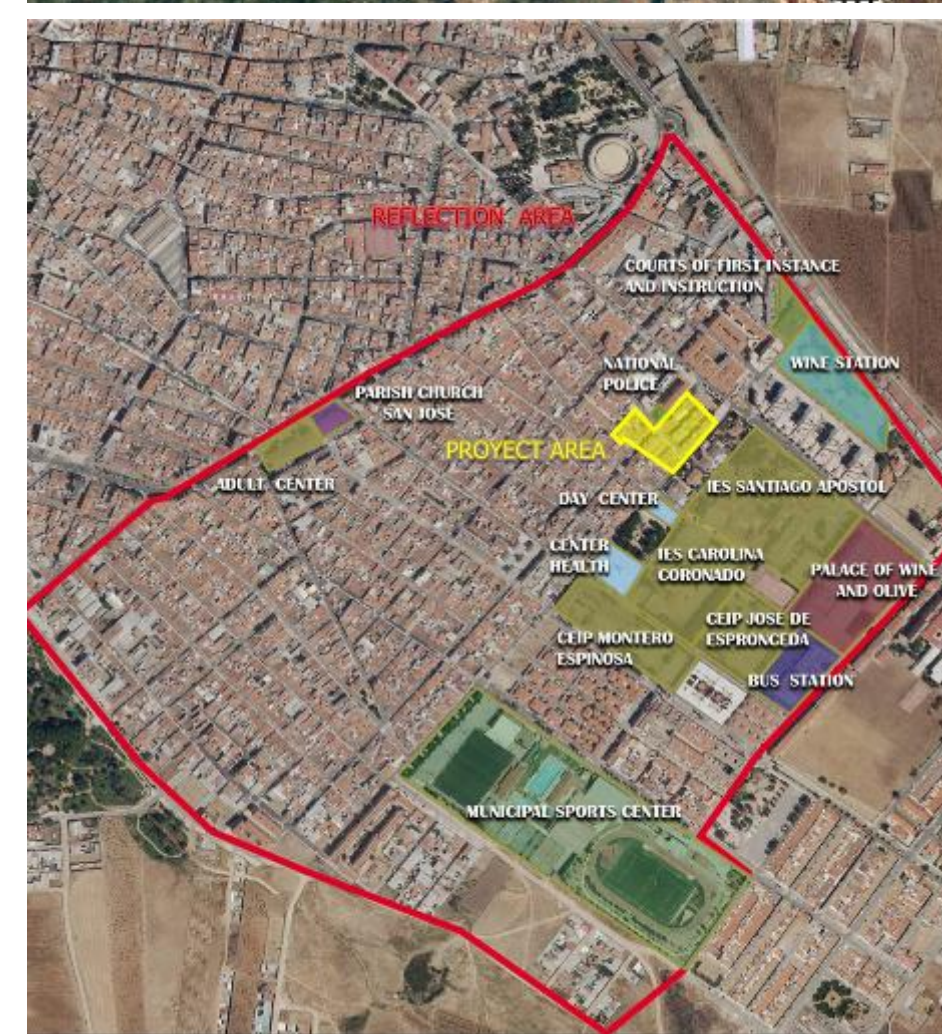 REFLECTION AREA
COURTS OF FIRST INSTANCE
AND INSTRUCTION
WINE STATION
NATIONAL
POLICE
PARISH CHURCH
SAN JOSE
PROYECT AREA
ADULT CENTER
IES SANTIAGO APOSTOL
DAY CENTER
CENTER
HEALTH
IES CAROLINA
CORONADO
PALACE OF WINE
AND OLIVE
CEIP JOSE DE
ESPRONCEDA
CEIP MONTERO
ESPINOSA
BUS STATION
MUNICIPAL SPORTS CENTER